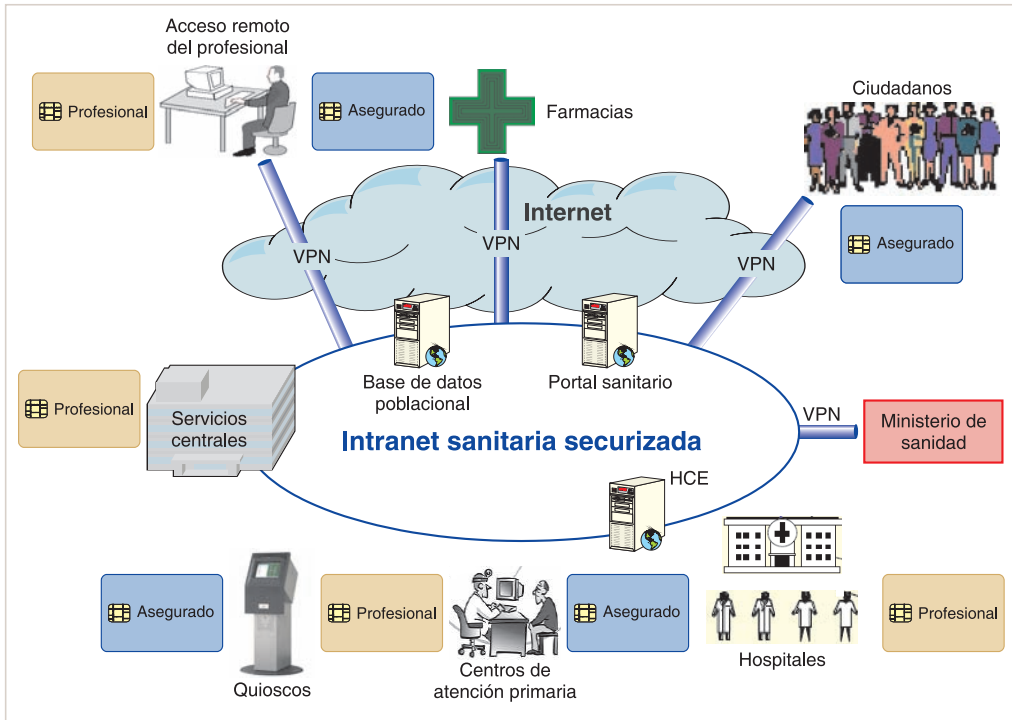 Acceso remoto
del profesional
Profesional
Asegurado
Farmacias
Ciudadanos
Asegurado
Internet
VPN
VPN
VPN
Base de datos
poblacional
Portal sanitario
Profesional
Servicios
centrales
Intranet sanitaria securizada
VPN
Ministerio de
sanidad
HCE
Asegurado
Quioscos
Profesional
Centros de
atención primaria
Asegurado
Hospitales
Profesional